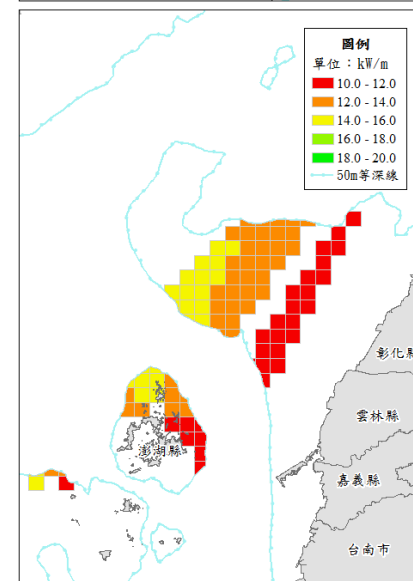 圖例
單位：kW/m
10.0 - 12.0
12.0 - 14.0
14.0 - 16.0
16.0 - 18.0
18.0 - 20.0
50m等深線
彰化縣
雲林縣
澎湖縣
嘉義縣
台南市